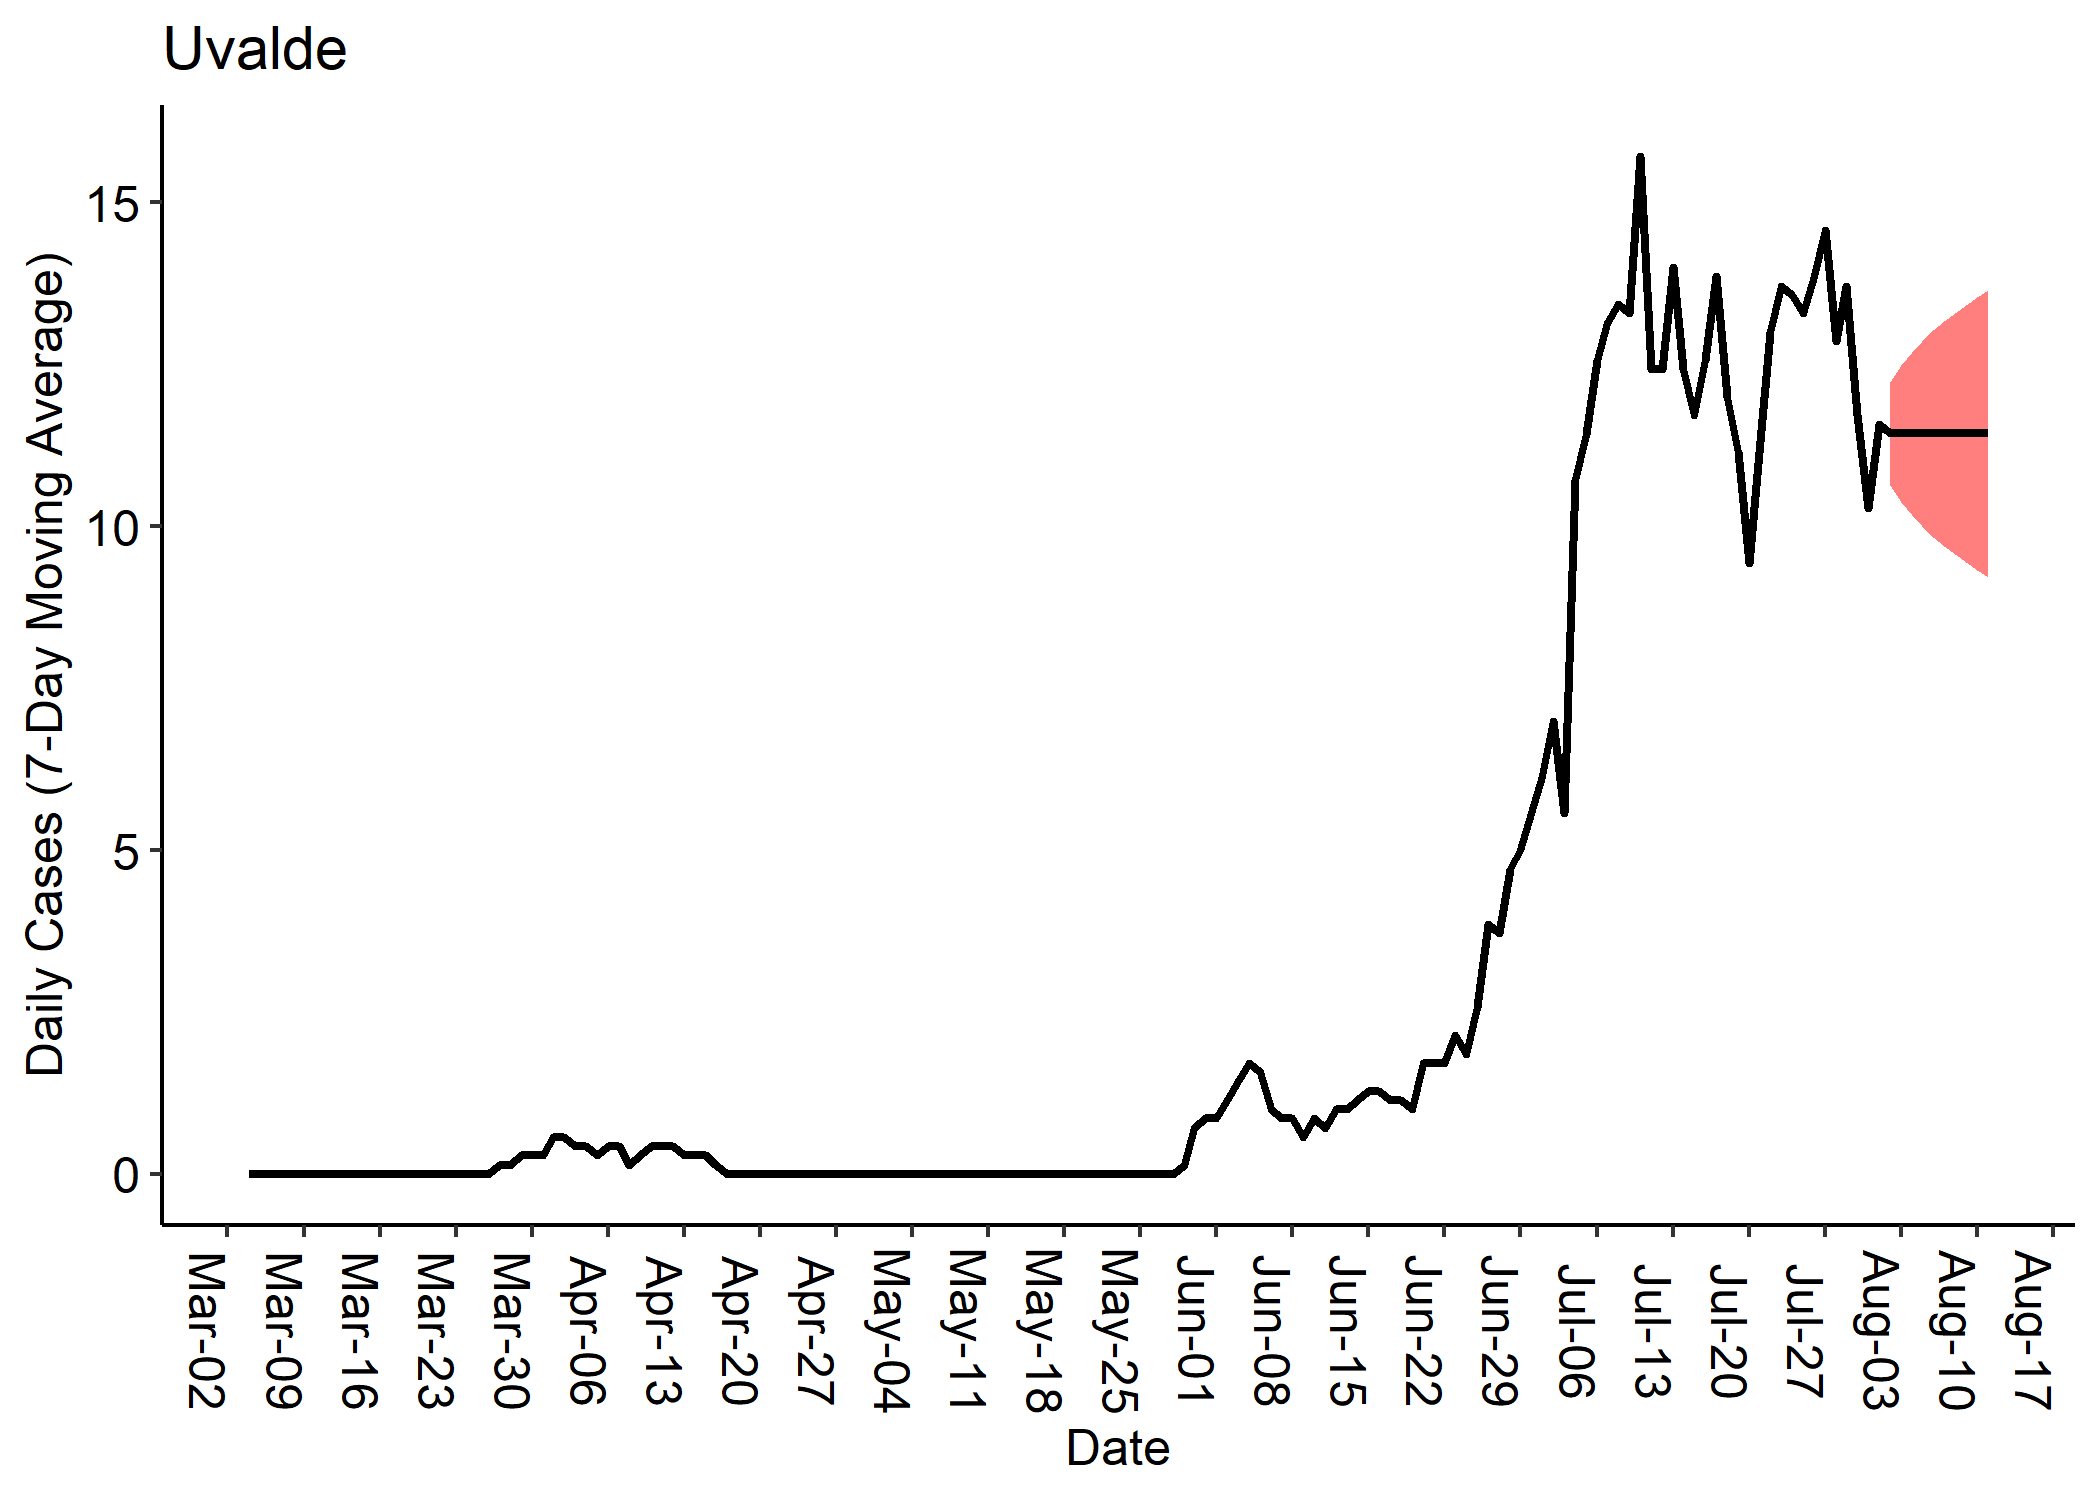 Uvalde
Daily Cases (7-Day Moving Average)
15
10
5
0
Mar-02
Mar-09
Mar-16
Mar-23
Mar-30
Apr-06
Apr-13
Apr-20
Apr-27
May-04
May-11
May-18
May-25
Jun-01
Jun-08
Jun-15
Jun-22
Jun-29
Jul-06
Jul-13
Jul-20
Jul-27
Aug-03
Aug-10
Aug-17
Date